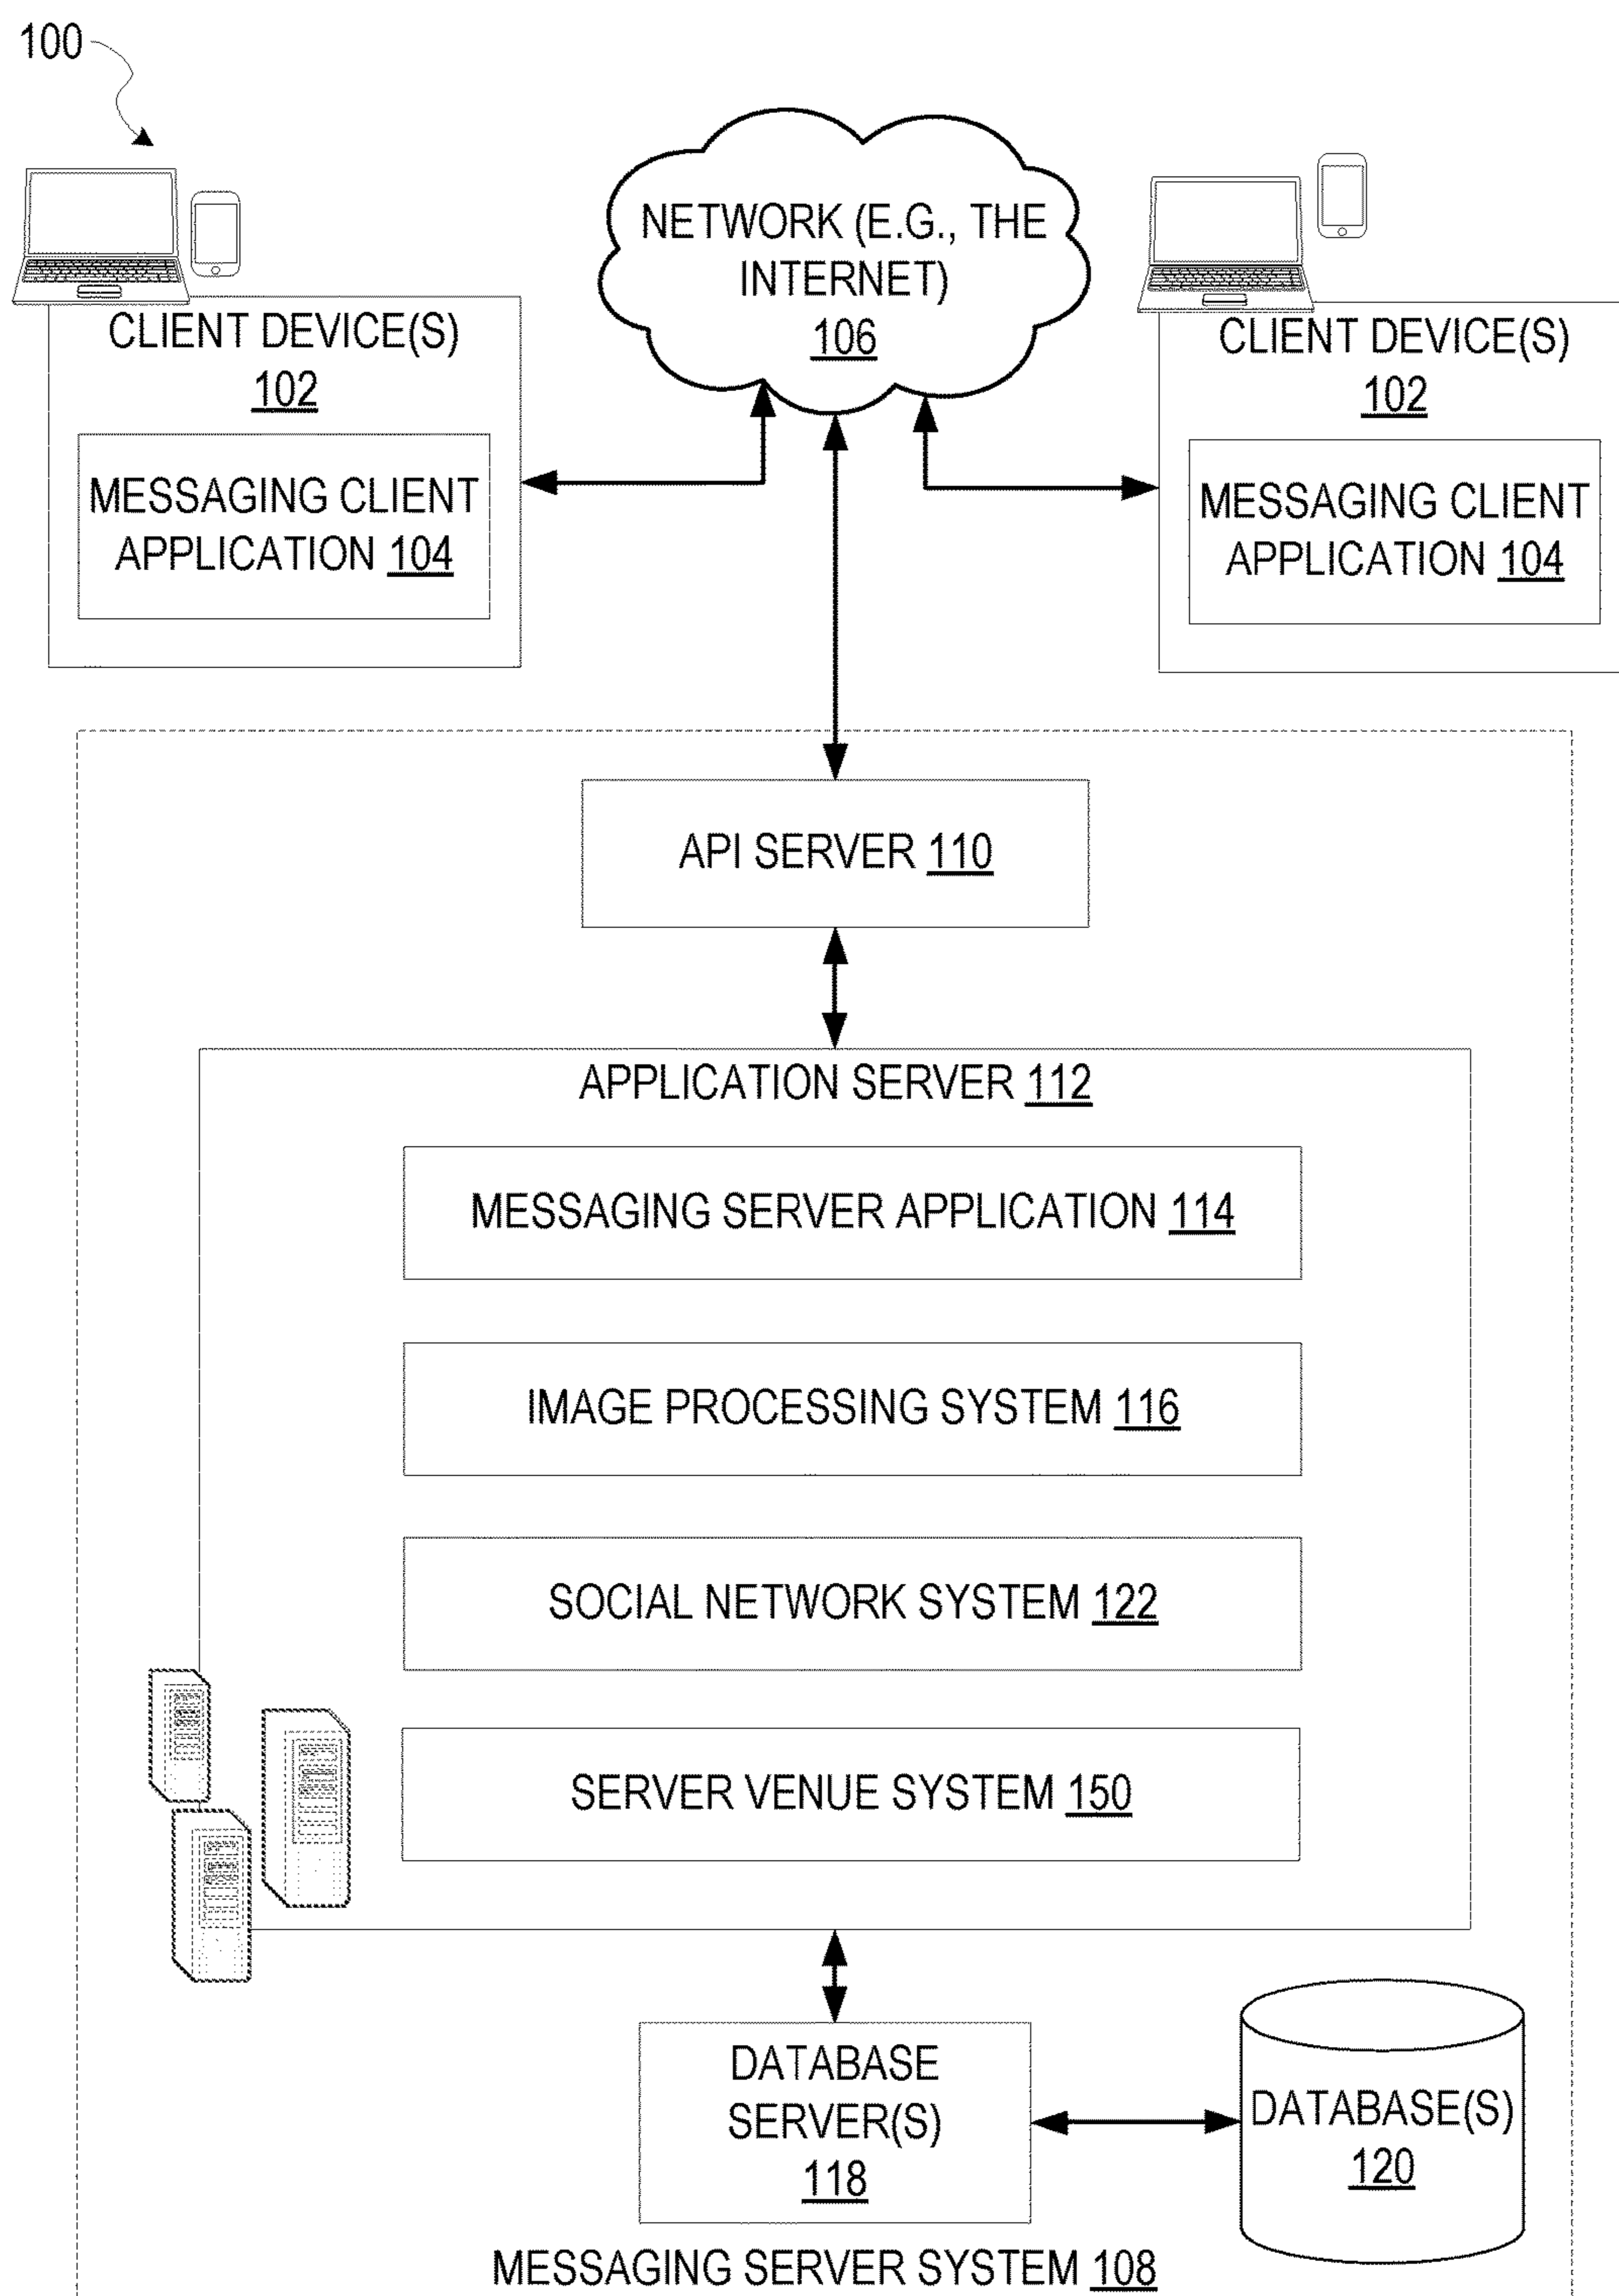 100
NETWORK (E.G., THE
INTERNET)
106
CLIENT DEVICE(S)
102
MESSAGING CLIENT
APPLICATION 104
CLIENT DEVICE(S)
102
MESSAGING CLIENT
APPLICATION 104
API SERVER 110
APPLICATION SERVER 112
MESSAGING SERVER APPLICATION 114
IMAGE PROCESSING SYSTEM 116
SOCIAL NETWORK SYSTEM 122
SERVER VENUE SYSTEM 150
DATABASE
SERVER(S)
118
DATABASE(S)
120
MESSAGING SERVER SYSTEM 108